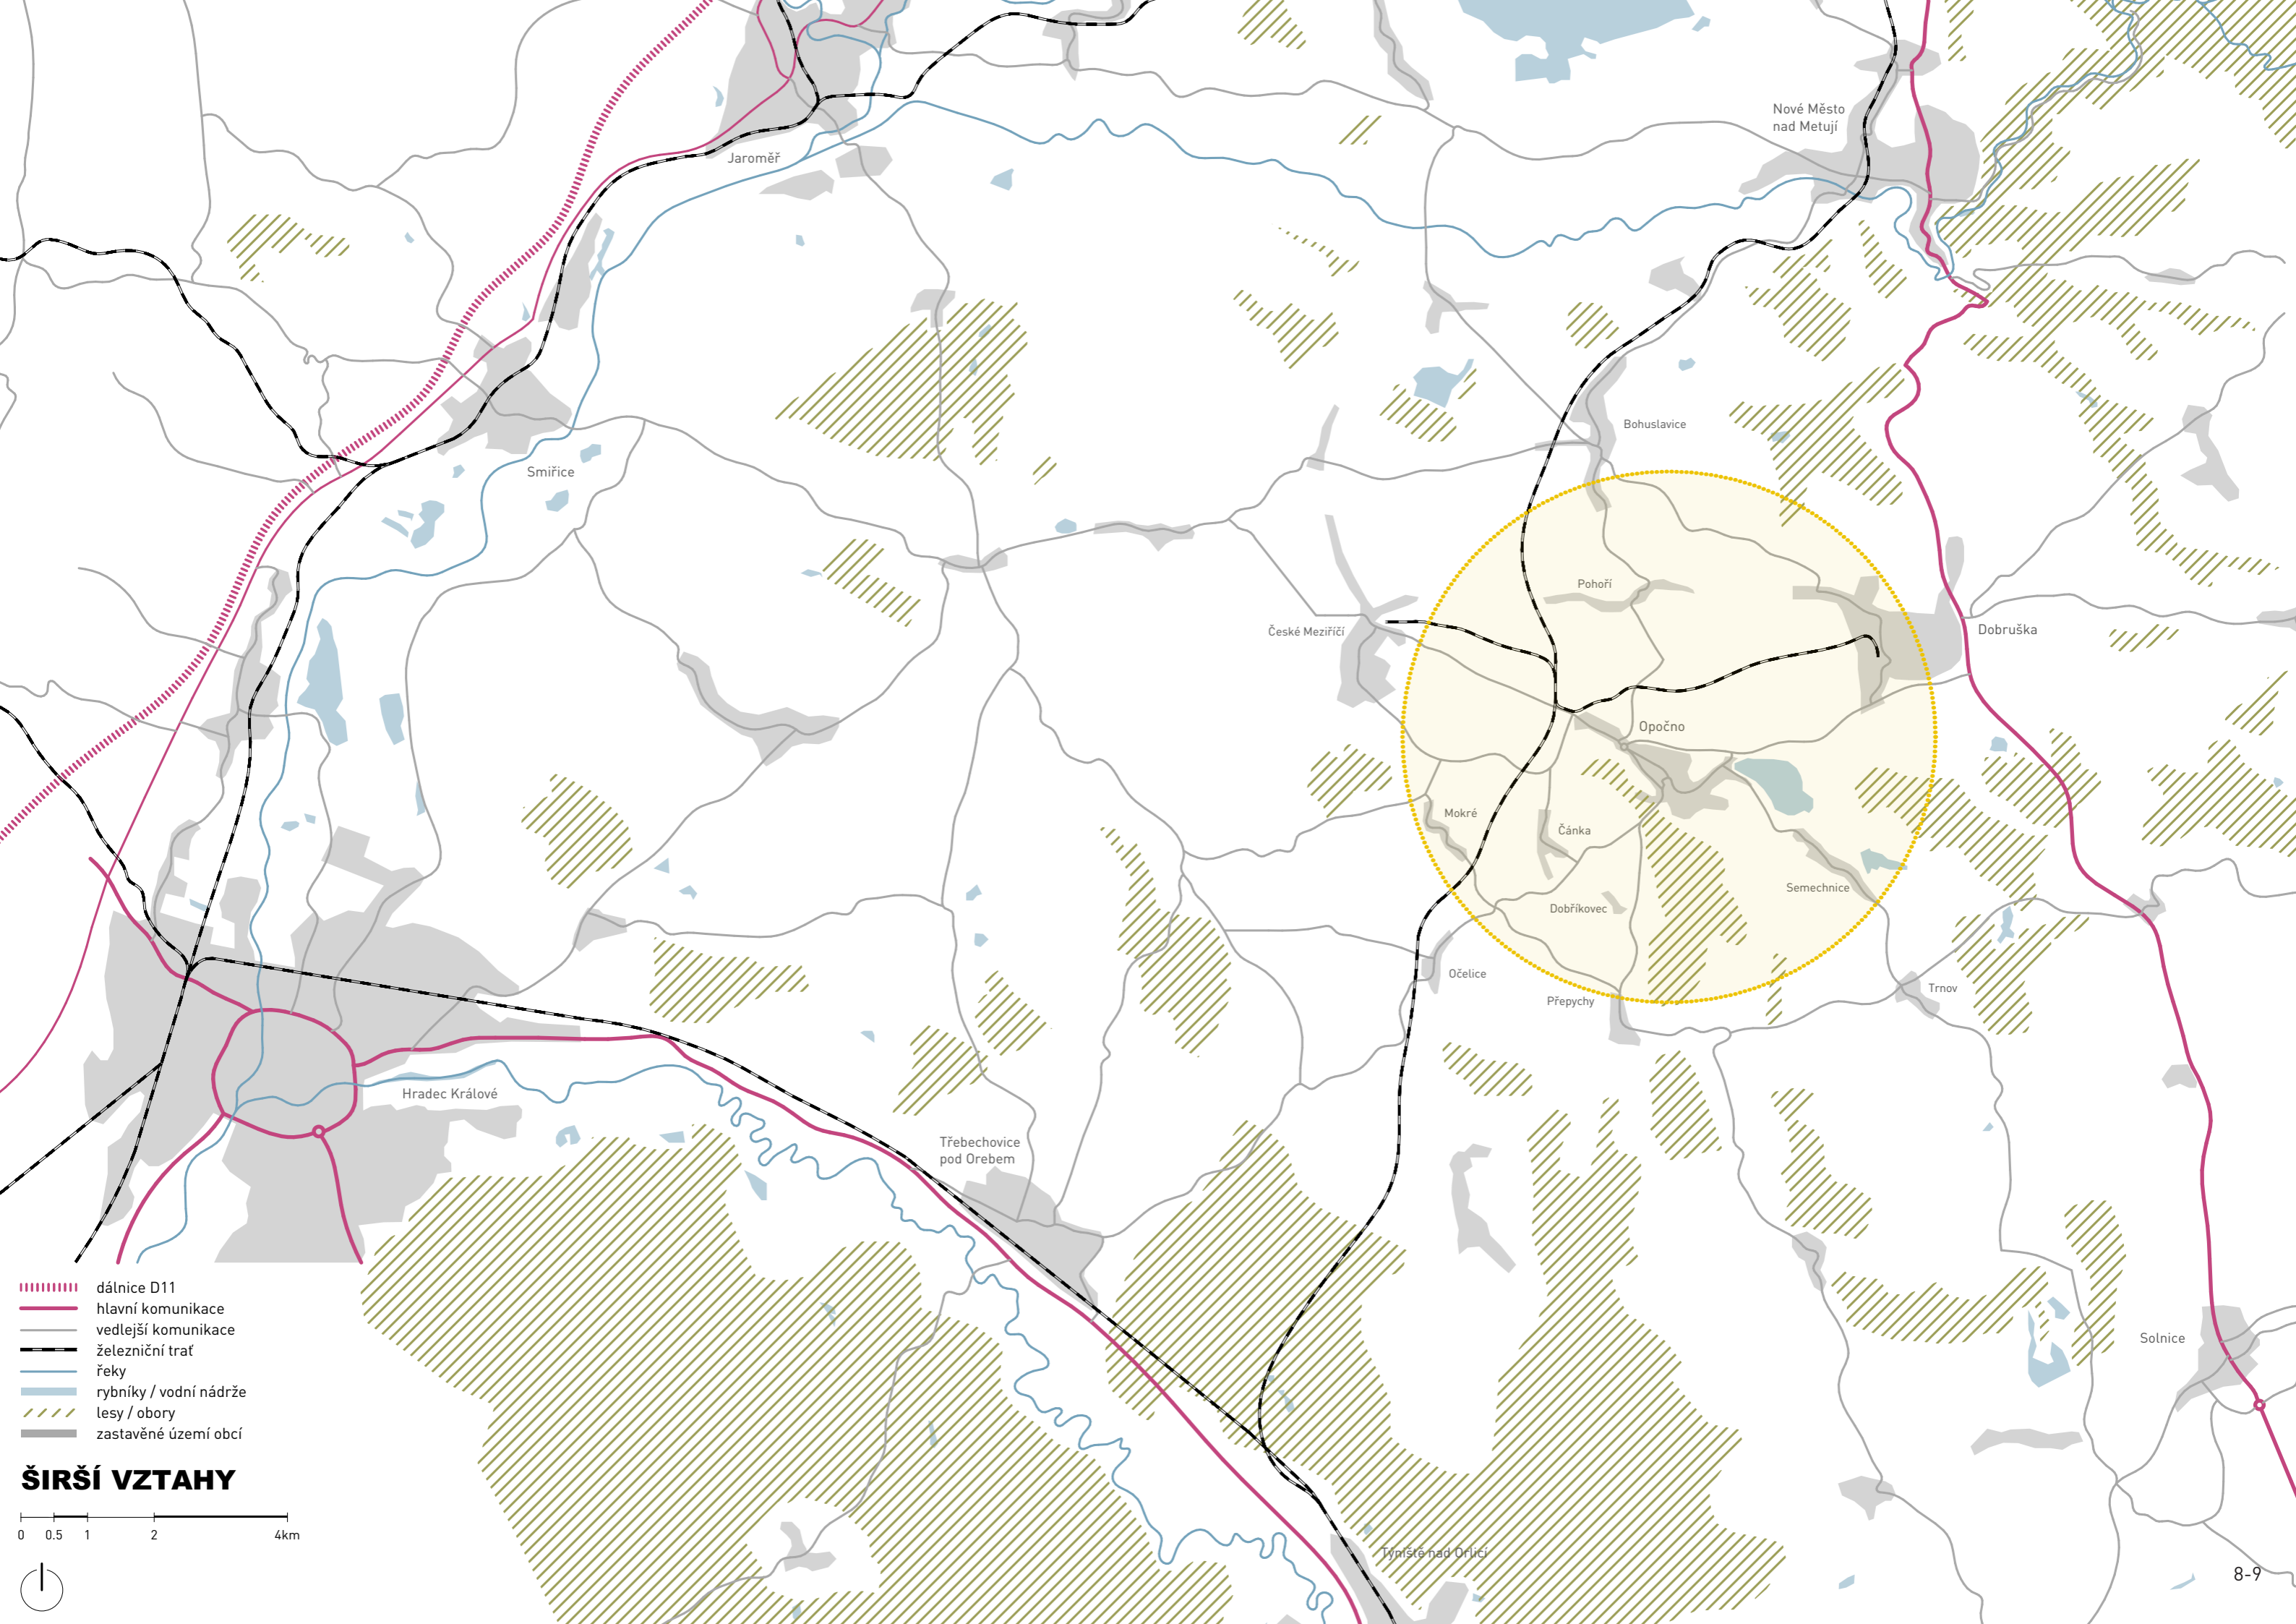 Nové Město
nad Metují
Jaroměř
Bohuslavice
Smiřice
Pohoří
České Meziříčí
Dobruška
Opočno
Mokré
Čánka
Semechnice
Dobříkovec
Očelice
Trnov
Přepychy
Hradec Králové
Třebechovice
pod Orebem
Solnice
Týniště nad Orlicí
dálnice D11
hlavní komunikace
vedlejší komunikace
železniční trať
řeky
rybníky / vodní nádrže
lesy / obory
zastavěné území obcí
ŠIRŠÍ VZTAHY
0 0.5 1 2 4km
8-9